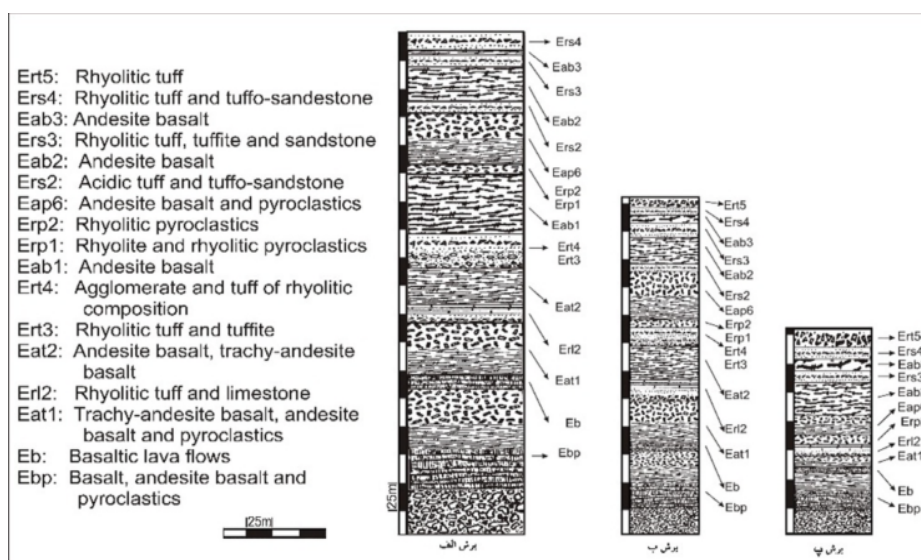 Ert5: Rhyolitic tuff
Ers4: Rhyolitic tuff and tuffo-sandestone
Eab3: Andesite basalt
Ers3: Rhyolitic tuff, tuffite and sandstone
Eab2: Andesite basalt
Ers2: Acidic tuff and tuffo-sandstone
Eap6: Andesite basalt and pyroclastics
Erp2: Rhyolitic pyroclastics
Erp1: Rhyolite and rhyolitic pyroclastics
Eab1: Andesite basalt
Ert4: Agglomerate and tuff of rhyolitic
composition
Ert3: Rhyolitic tuff and tuffite
Eat2: Andesite basalt, trachy-andesite
basalt
Erl2: Rhyolitic tuff and limestone
Eat1: Trachy-andesite basalt, andesite
basalt and pyroclastics
Eb: Basaltic lava flows
Ebp: Basalt, andesite basalt and
pyroclastics
|25m|
Ers4
Eab3
Ers3
Eab2
Ers2
Eap6
Erp2
Erp1
Eab1
Ert4
Ert3
Eat2
Erl2
Eat1
Eb
Ebp
|25m|
برش الف
Ert5
Ers4
Eab3
Ers3
Eab2
Ers2
Eap6
Erp2
Erp1
Ert4
Ert3
Eat2
Erl2
Eat1
Eb
Ebp
برش ب
Ert5
Ers4
Eab
Ers3
Eab
Eap
Erp
Erl2
Eat1
Eb
Ebp
برش پ